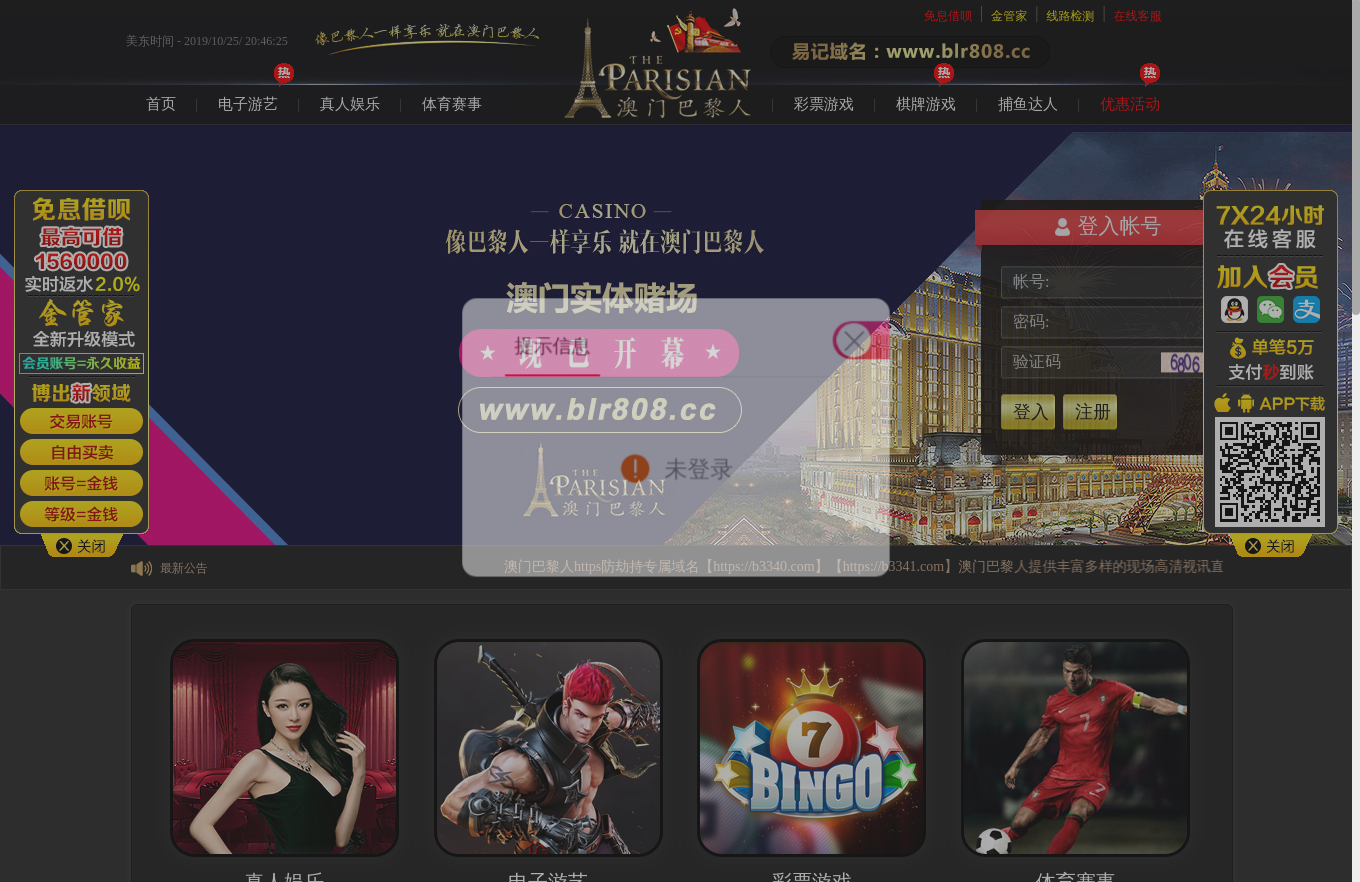 免息借呗
金管家
线路检测
在线客服
美东时间 - 2019/10/25/ 20:46:25
像巴黎人一样享乐 就在澳门巴黎人
THE
PARISIAN
澳门巴黎人
易记域名：www.blr808.cc
热
热
热
首页
电子游艺
真人娱乐
体育赛事
彩票游戏
棋牌游戏
捕鱼达人
优惠活动
免息借呗
最高可借
1560000
实时返水2.0%
金管家
全新升级模式
会员账号=永久收益
博出新领域
交易账号
自由买卖
账号=金钱
等级=金钱
关闭
CASINO
像巴黎人一样享乐 就在澳门巴黎人
澳门实体赌场
现已开幕
提示信息
www.blr808.cc
未登录
THE
PARISIAN
澳门巴黎人
登入帐号
帐号:
密码:
验证码
6806
登入
注册
7X24小时
在线客服
加入会员
单笔5万
支付秒到账
APP下载
关闭
最新公告
澳门巴黎人https防劫持专属域名【https://b3340.com】【https://b3341.com】澳门巴黎人提供丰富多样的现场高清视讯直
7
BINGO
7
7
真人娱乐
电子游艺
彩票游戏
体育赛事